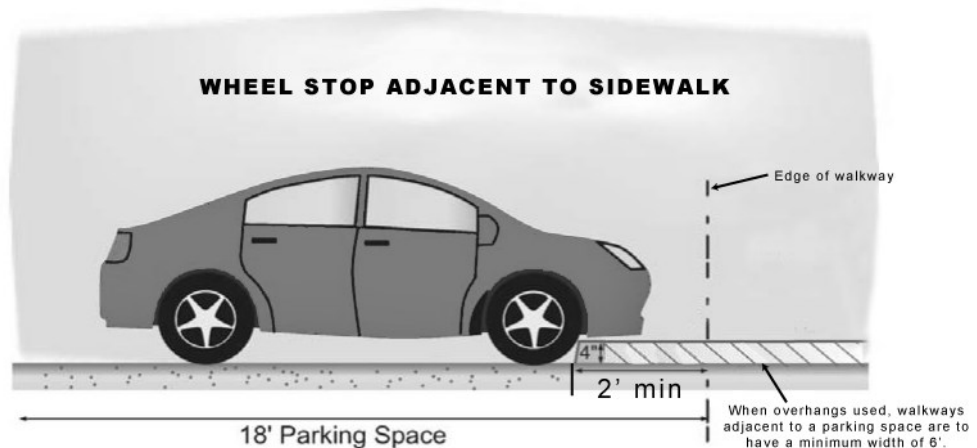 WHEEL STOP ADJACENT TO SIDEWALK
Edge of walkway
4"
2' min
18' Parking Space
When overhangs used, walkways
adjacent to a parking space are to
have a minimum width of 6'.